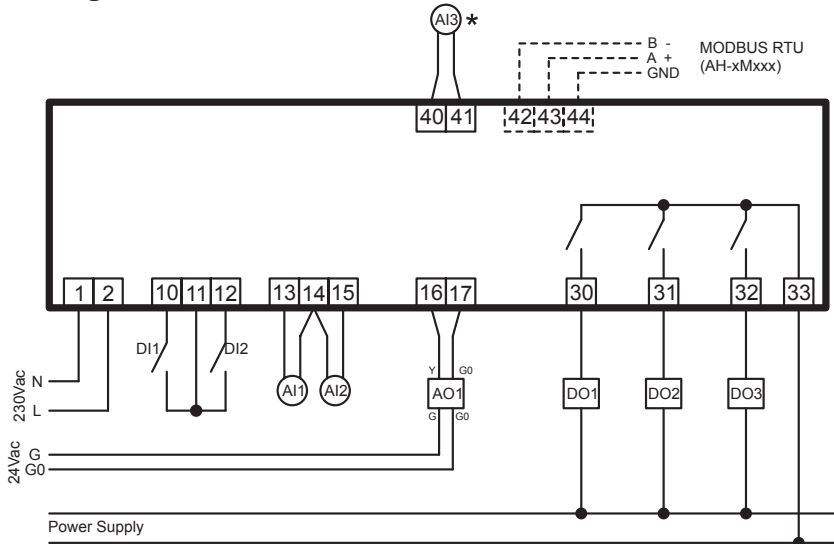 AI3 *
B -
A +
GND
MODBUS RTU
(AH-xMxxx)
40 41 42 43 44
1 2 10 11 12 13 14 15 16 17 30 31 32 33
DI1 DI2
AI1 AI2
Y G0
AO1
G G0
DO1 DO2 DO3
230Vac
N
L
24Vac
G
G0
Power Supply